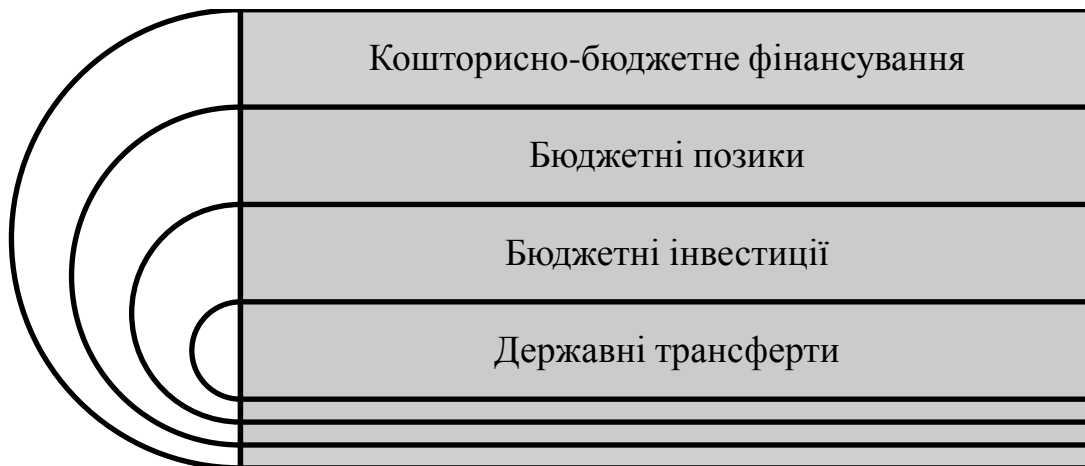 Кошторисно-бюджетне фінансування
Бюджетні позики
Бюджетні інвестиції
Державні трансферти